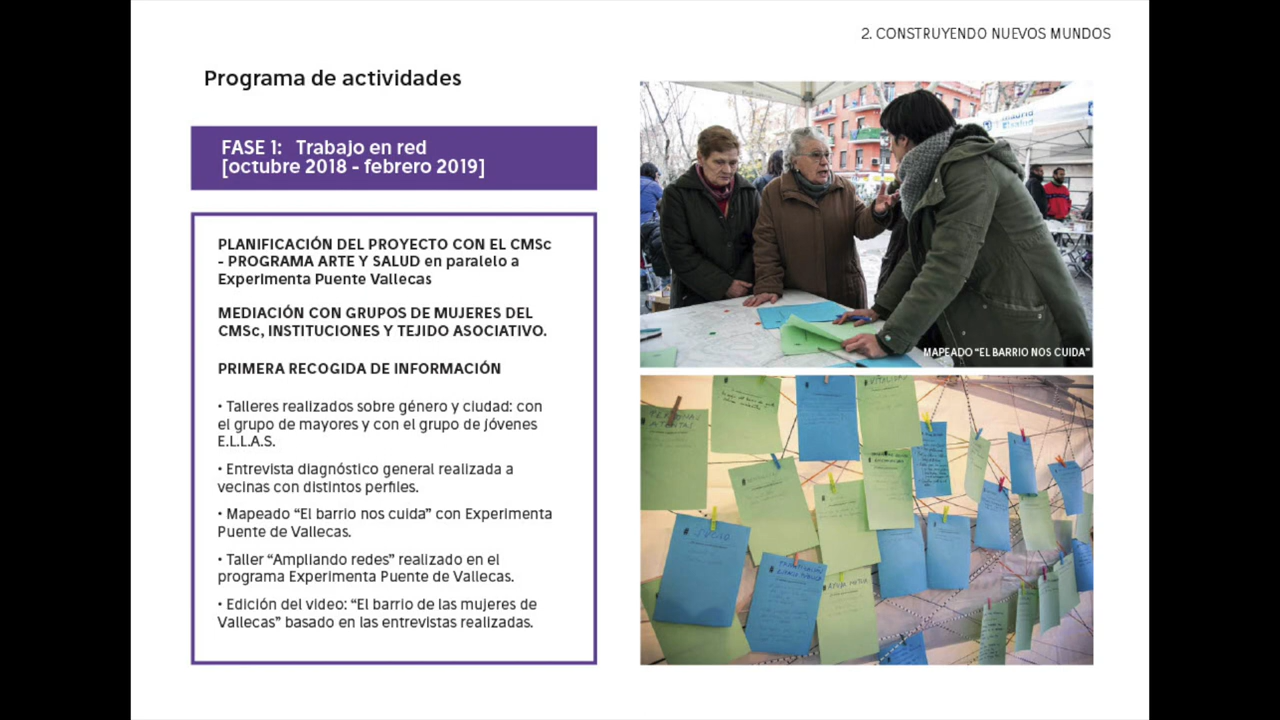 2. CONSTRUYENDO NUEVOS MUNDOS
Programa de actividades
FASE 1: Trabajo en red
[octubre 2018 - febrero 2019]
PLANIFICACIÓN DEL PROYECTO CON EL CMSc
- PROGRAMA ARTE Y SALUD en paralelo a
Experimenta Puente Vallecas
MEDIACIÓN CON GRUPOS DE MUJERES DEL
CMSc, INSTITUCIONES Y TEJIDO ASOCIATIVO.
PRIMERA RECOGIDA DE INFORMACIÓN
• Talleres realizados sobre género y ciudad: con
el grupo de mayores y con el grupo de jóvenes
E.L.L.A.S.
• Entrevista diagnóstico general realizada a
vecinas con distintos perfiles.
• Mapeado “El barrio nos cuida” con Experimenta
Puente de Vallecas.
• Taller “Ampliando redes” realizado en el
programa Experimenta Puente de Vallecas.
• Edición del video: “El barrio de las mujeres de
Vallecas” basado en las entrevistas realizadas.
MAPEADO “EL BARRIO NOS CUIDA”
VITALIDAD